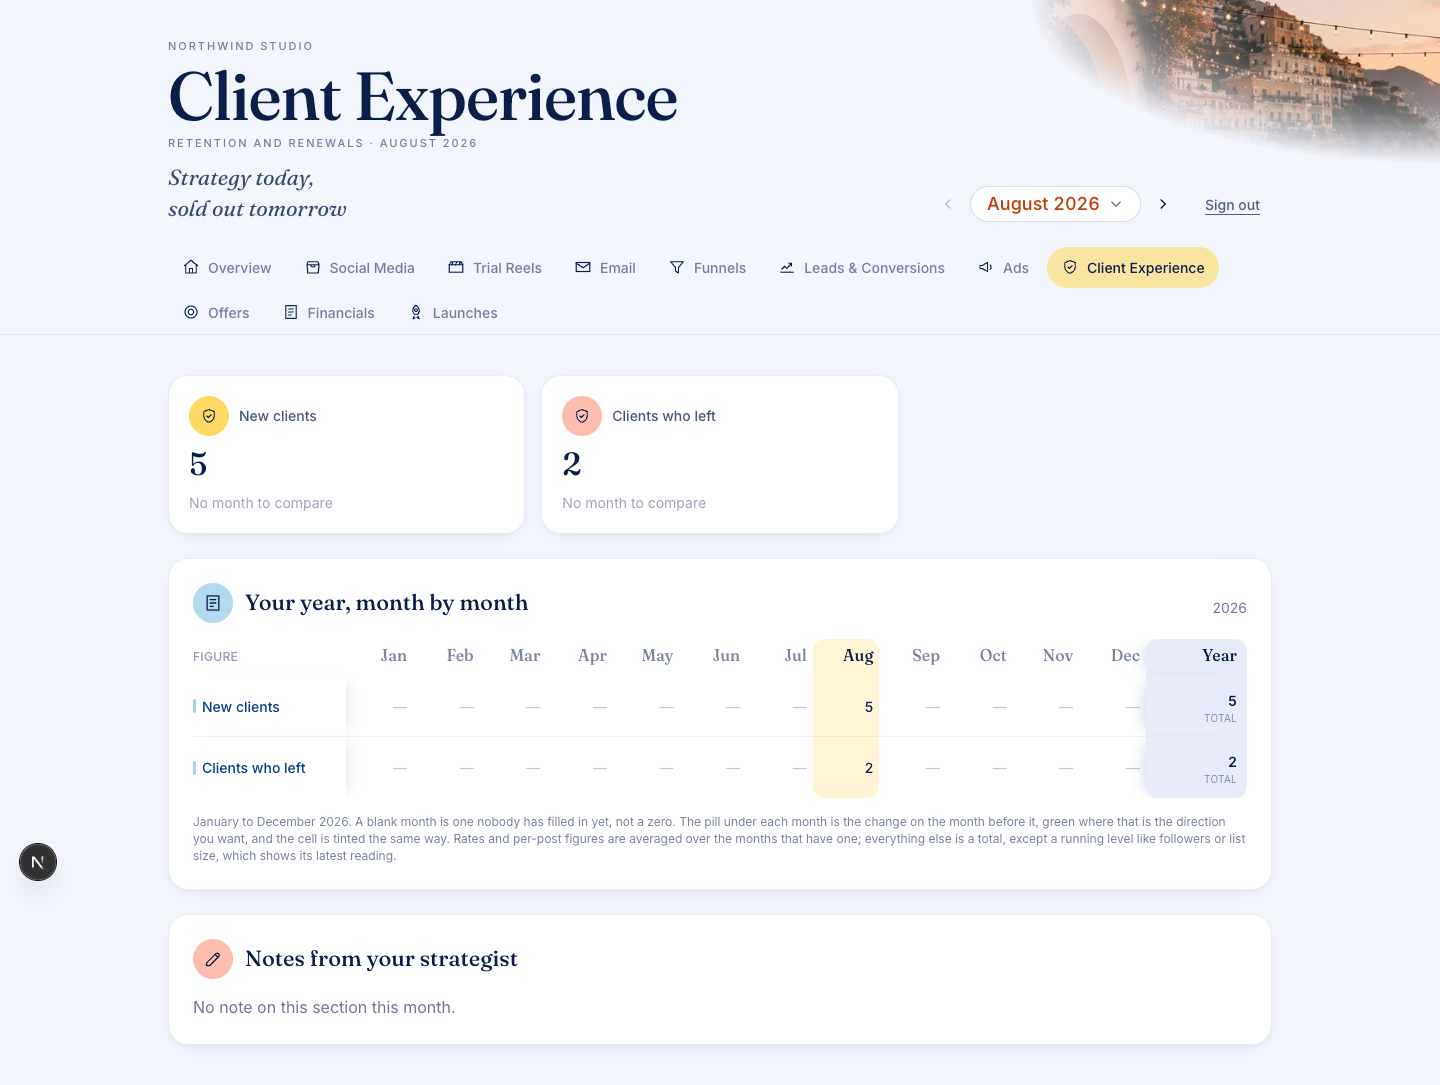 NORTHWIND STUDIO
Client Experience
RETENTION AND RENEWALS · AUGUST 2026
Strategy today,
sold out tomorrow
August 2026
Sign out
Overview
Social Media
Trial Reels
Email
Funnels
Leads & Conversions
Ads
Client Experience
Offers
Financials
Launches
New clients
5
No month to compare
Clients who left
2
No month to compare
Your year, month by month
2026
FIGURE Jan Feb Mar Apr May Jun Jul Aug Sep Oct Nov Dec Year
New clients — — — — — — — 5 — — — — 5
TOTAL
Clients who left — — — — — — — 2 — — — — 2
TOTAL
January to December 2026. A blank month is one nobody has filled in yet, not a zero. The pill under each month is the change on the month before it, green where that is the direction
you want, and the cell is tinted the same way. Rates and per-post figures are averaged over the months that have one; everything else is a total, except a running level like followers or list
size, which shows its latest reading.
N
Notes from your strategist
No note on this section this month.